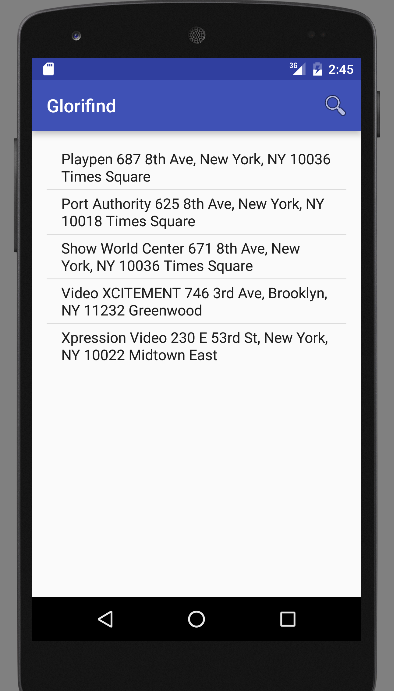 3G 2:45
Glorifind
Playpen 687 8th Ave, New York, NY 10036
Times Square
Port Authority 625 8th Ave, New York, NY
10018 Times Square
Show World Center 671 8th Ave, New
York, NY 10036 Times Square
Video XCITEMENT 746 3rd Ave, Brooklyn,
NY 11232 Greenwood
Xpression Video 230 E 53rd St, New York,
NY 10022 Midtown East